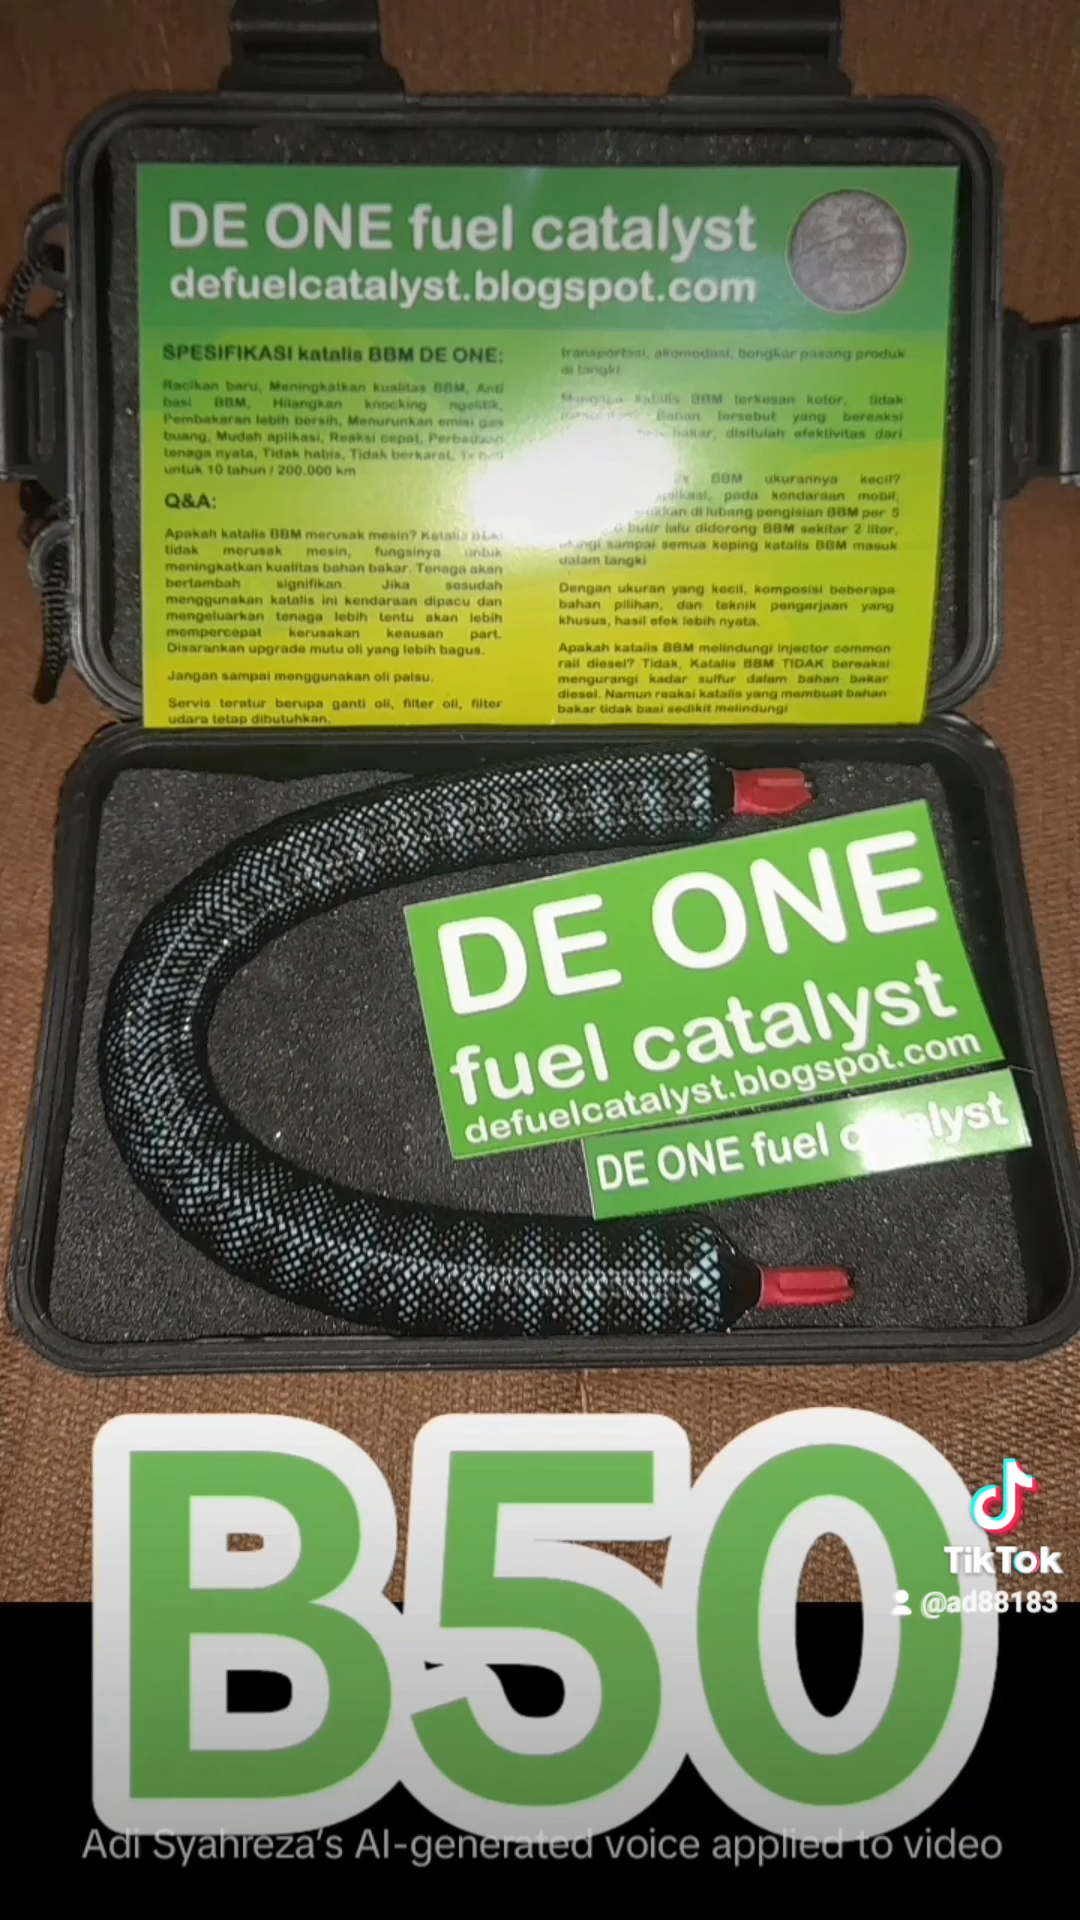 DE ONE fuel catalyst
defuelcatalyst.blogspot.com
SPESIFIKASI katalis BBM DE ONE:
Racikan baru, Meningkatkan kualitas BBM, Anti
basi BBM, Hilangkan knocking ngelitik,
Pembakaran lebih bersih, Menurunkan emisi gas
buang, Mudah aplikasi, Reaksi cepat, Perbedaan
tenaga nyata, Tidak habis, Tidak berkarat, 1x beli
untuk 10 tahun / 200.000 km
Q&A:
Apakah katalis BBM merusak mesin? Katalis BBM
tidak merusak mesin, fungsinya untuk
meningkatkan kualitas bahan bakar. Tenaga akan
bertambah signifikan. Jika sesudah
menggunakan katalis ini kendaraan dipacu dan
mengeluarkan tenaga lebih tentu akan lebih
mempercepat kerusakan keausan part.
Disarankan upgrade mutu oli yang lebih bagus.
Jangan sampai menggunakan oli palsu.
Servis teratur berupa ganti oli, filter oli, filter
udara tetap dibutuhkan.
transportasi, akomodasi, bongkar pasang produk
di tangki
Mengapa katalis BBM terkesan kotor, tidak
Bahan tersebut yang bereaksi
bakar, disitulah efektivitas dari
BBM ukurannya kecil?
pada kendaraan mobil,
di lubang pengisian BBM per 5
butir lalu didorong BBM sekitar 2 liter,
ulangi sampai semua keping katalis BBM masuk
dalam tangki
Dengan ukuran yang kecil, komposisi beberapa
bahan pilihan, dan teknik pengerjaan yang
khusus, hasil efek lebih nyata.
Apakah katalis BBM melindungi injector common
rail diesel? Tidak, Katalis BBM TIDAK bereaksi
mengurangi kadar sulfur dalam bahan bakar
diesel. Namun reaksi katalis yang membuat bahan
bakar tidak basi sedikit melindungi
DE ONE
fuel catalyst
defuelcatalyst.blogspot.com
DE ONE fuel catalyst
B50
TikTok
@ad88183
Adi Syahreza's AI-generated voice applied to video